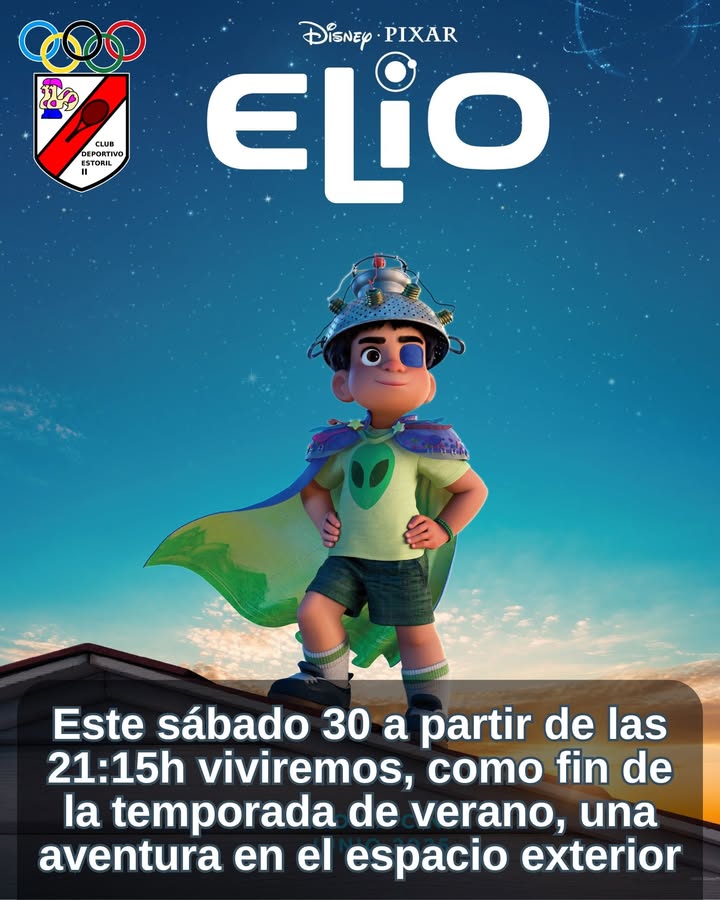 Disney · PIXAR
ELiO
CLUB
DEPORTIVO
ESTORIL
II
Este sábado 30 a partir de las
21:15h viviremos, como fin de
la temporada de verano, una
aventura en el espacio exterior
PIXAR